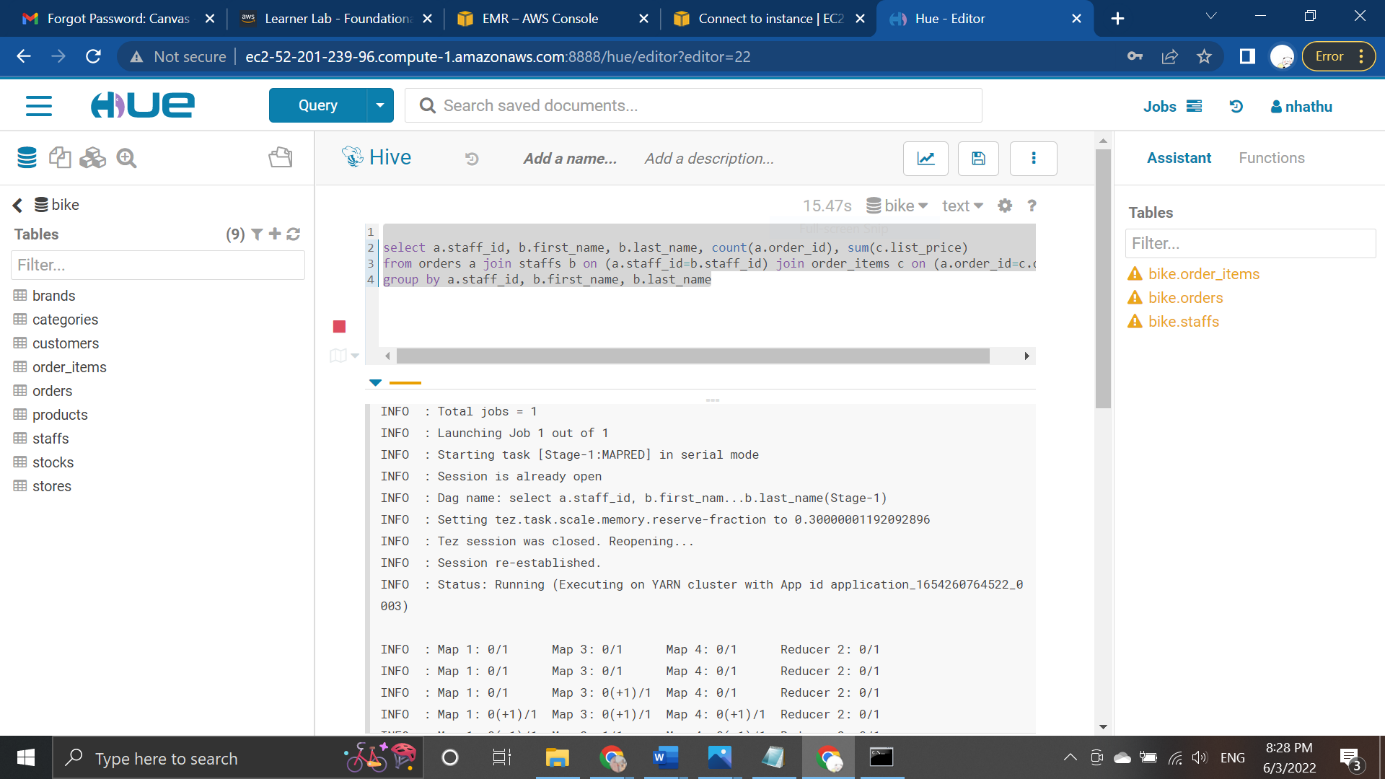 Forgot Password: Canvas
Learner Lab - Foundation
EMR – AWS Console
Connect to instance | EC2
Hue - Editor
Not secure
ec2-52-201-239-96.compute-1.amazonaws.com:8888/hue/editor?editor=22
Error
HUE
Query
Search saved documents...
Jobs
nhathu
Hive
Add a name...
Add a description...
Assistant
Functions
bike
15.47s
bike
text
?
Tables
(9)
Filter...
brands
categories
customers
order_items
orders
products
staffs
stocks
stores
1
2 select a.staff_id, b.first_name, b.last_name, count(a.order_id), sum(c.list_price)
3 from orders a join staffs b on (a.staff_id=b.staff_id) join order_items c on (a.order_id=c.
4 group by a.staff_id, b.first_name, b.last_name
INFO : Total jobs = 1
INFO : Launching Job 1 out of 1
INFO : Starting task [Stage-1:MAPRED] in serial mode
INFO : Session is already open
INFO : Dag name: select a.staff_id, b.first_nam...b.last_name(Stage-1)
INFO : Setting tez.task.scale.memory.reserve-fraction to 0.30000001192092896
INFO : Tez session was closed. Reopening...
INFO : Session re-established.
INFO : Status: Running (Executing on YARN cluster with App id application_1654260764522_0
003)
INFO : Map 1: 0/1 Map 3: 0/1 Map 4: 0/1 Reducer 2: 0/1
INFO : Map 1: 0/1 Map 3: 0/1 Map 4: 0/1 Reducer 2: 0/1
INFO : Map 1: 0/1 Map 3: 0(+1)/1 Map 4: 0/1 Reducer 2: 0/1
INFO : Map 1: 0(+1)/1 Map 3: 0(+1)/1 Map 4: 0(+1)/1 Reducer 2: 0/1
Tables
Filter...
bike.order_items
bike.orders
bike.staffs
Type here to search
ENG
8:28 PM
6/3/2022
3